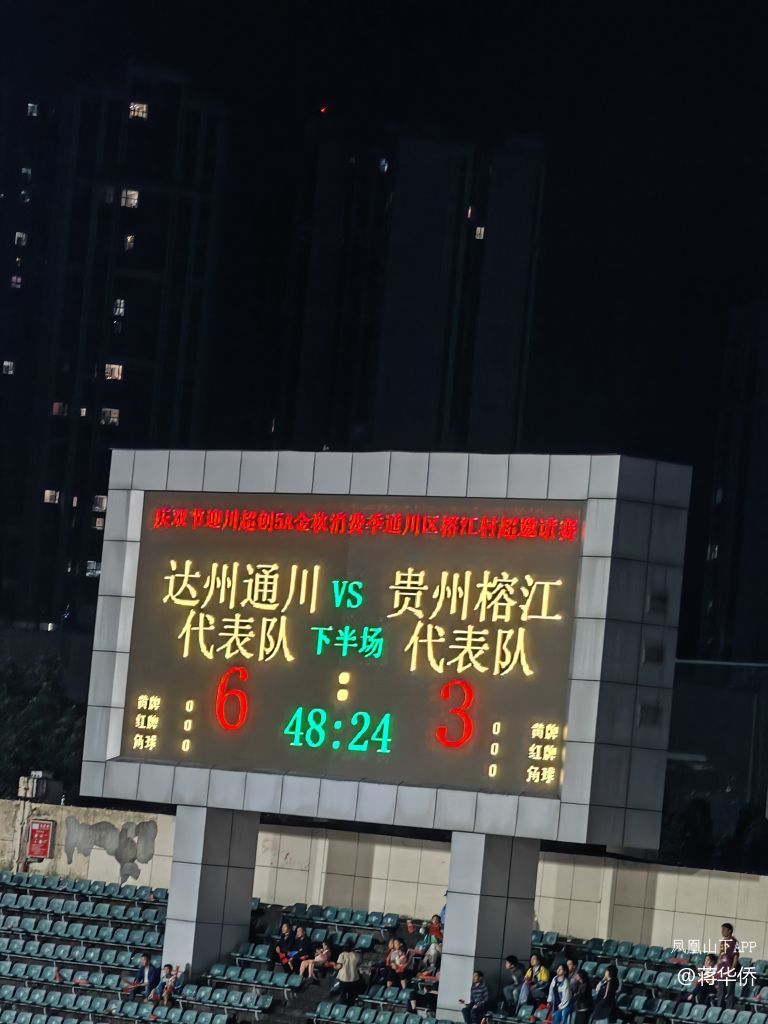 庆双节迎川超创5A金秋消费季通川区榕江村超邀请赛
达州通川 VS 贵州榕江
代表队 下半场 代表队
6 : 3
48:24
黄牌 0 0 黄牌
红牌 0 0 红牌
角球 0 0 角球
凤凰山下APP
@蒋华侨